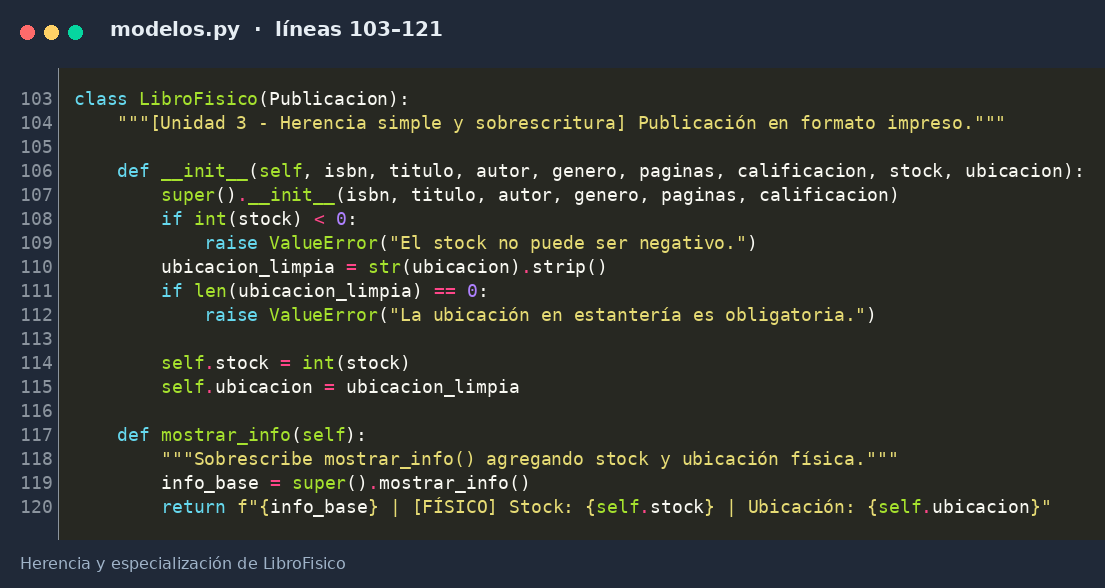 modelos.py · líneas 103–121
103 class LibroFisico(Publicacion):
104     """[Unidad 3 - Herencia simple y sobrescritura] Publicación en formato impreso."""
105
106     def __init__(self, isbn, titulo, autor, genero, paginas, calificacion, stock, ubicacion):
107         super().__init__(isbn, titulo, autor, genero, paginas, calificacion)
108         if int(stock) < 0:
109             raise ValueError("El stock no puede ser negativo.")
110         ubicacion_limpia = str(ubicacion).strip()
111         if len(ubicacion_limpia) == 0:
112             raise ValueError("La ubicación en estantería es obligatoria.")
113
114         self.stock = int(stock)
115         self.ubicacion = ubicacion_limpia
116
117     def mostrar_info(self):
118         """Sobrescribe mostrar_info() agregando stock y ubicación física."""
119         info_base = super().mostrar_info()
120         return f"{info_base} | [FÍSICO] Stock: {self.stock} | Ubicación: {self.ubicacion}"
Herencia y especialización de LibroFisico